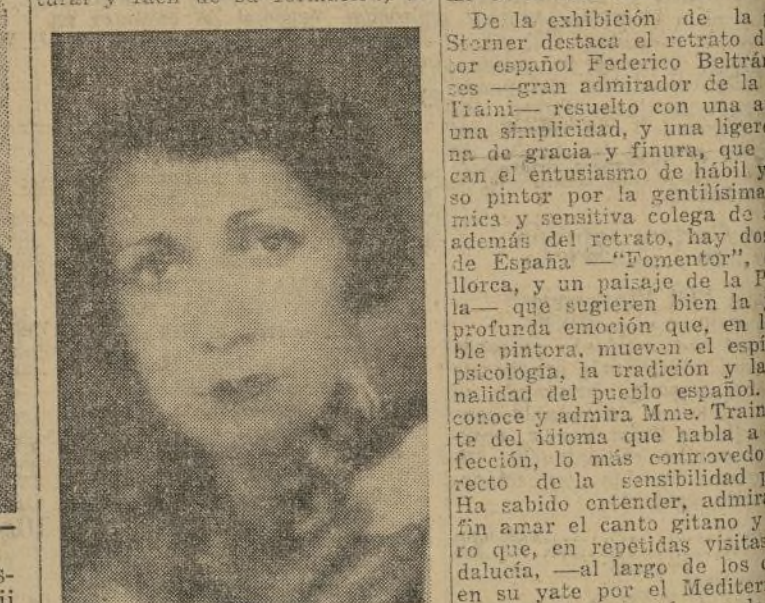 De la exhibición de la
Sterner destaca el retrato d
tor español Federico Beltrán
ses —gran admirador de la
Traini— resuelto con una a
una simplicidad, y una ligere
na de gracia y finura, que
can el entusiasmo de hábil y
so pintor por la gentilísima
mica y sensitiva colega de
además del retrato, hay dos
de España —"Fomentor",
llorca, y un paisaje de la P
la— que sugieren bien la
profunda emoción que, en l
ble pintora, mueven el espí
psicología, la tradición y la
nalidad del pueblo español.
conoce y admira Mme. Train
te del idioma que habla a
fección, lo más conmovedo
recto de la sensibilidad
Ha sabido entender, admira
fin amar el canto gitano y
ro que, en repetidas visitas
dalucía, —al largo de los
en su yate por el Mediterr
s-
ii